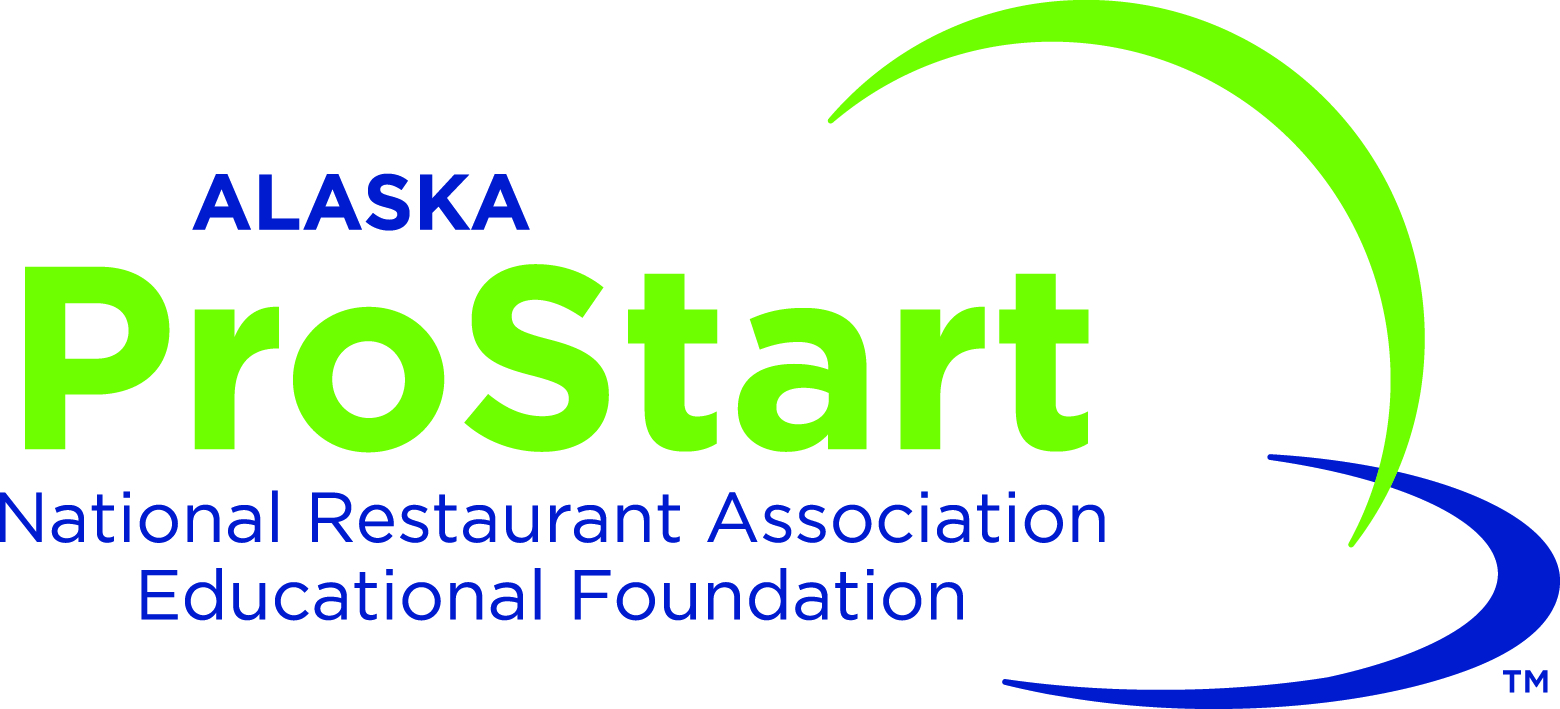 ALASKA
ProStart
National Restaurant Association
Educational Foundation
TM